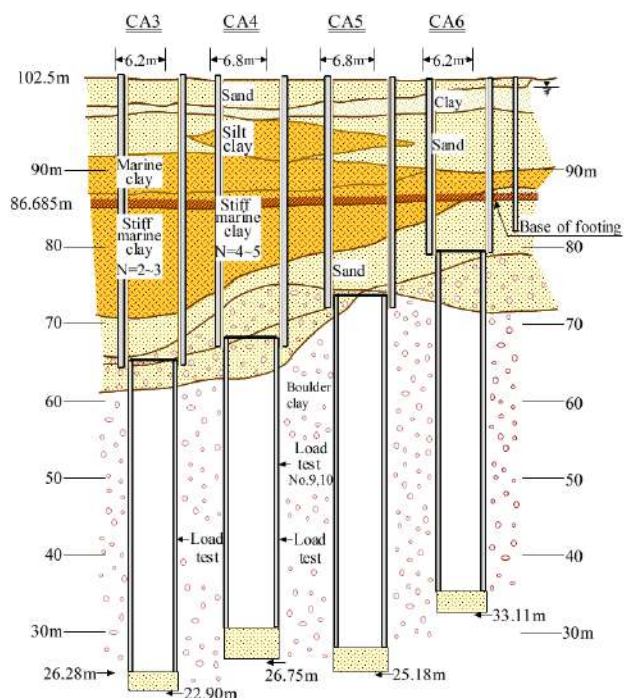 CA3 CA4 CA5 CA6
6.2m 6.8m 6.8m 6.2m
102.5m
Sand
Clay
Silt
clay
Sand
90m
Marine
clay
90m
86.685m
Stiff
marine
clay
N=2~3
Stiff
marine
clay
N=4~5
Base of footing
80
80
Sand
70
70
60
60
Boulder
clay
Load
test
No.9,10
50
50
Load
test
Load
test
40
40
30m
33.11m
30m
26.28m
26.75m
25.18m
22.90m